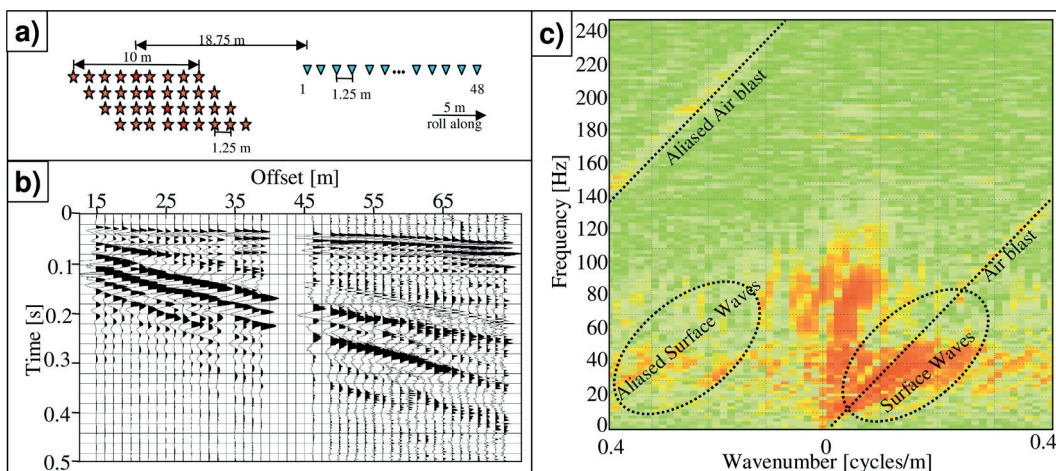 a)
18.75 m
10 m
1.25 m
1
1.25 m
48
5 m
roll along
b)
Offset [m]
15
25
35
45
55
65
0
0.1
0.2
0.3
0.4
0.5
Time [s]
c)
240
220
200
180
160
140
120
100
80
60
40
20
0
Frequency [Hz]
Aliased Air blast
Air blast
Aliased Surface Waves
Surface Waves
0.4
0
0.4
Wavenumber [cycles/m]